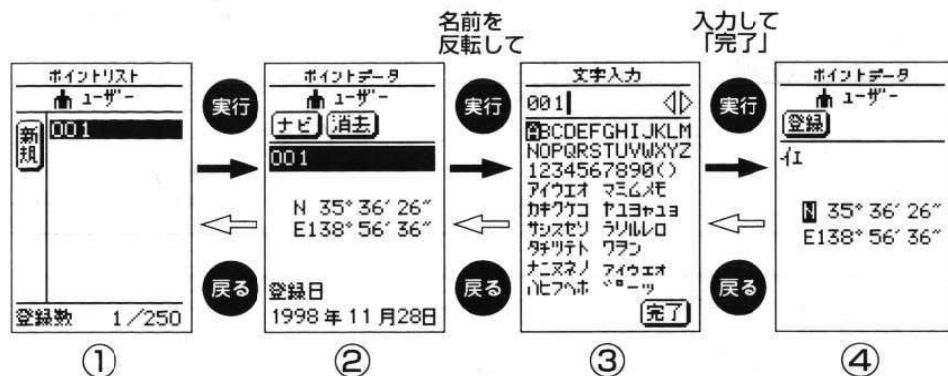 名前を
反転して
入力して
「完了」
実行
実行
実行
ポイントリスト
ユーザー
新規
001
登録数 1/250
ポイントデータ
ユーザー
ナビ 消去
001
N 35° 36′ 26″
E138° 56′ 36″
登録日
1998年11月28日
文字入力
001
ABCDEFGHIJKLM
NOPQRSTUVWXYZ
1234567890()
アイウエオ マミムメモ
カキクケコ ヤユヨャュョ
サシスセソ ラリルレロ
タチツテト ワヲン
ナニヌネノ ァィゥェォ
ハヒフヘホ ゛゜ーッ
完了
ポイントデータ
ユーザー
登録
イエ
N 35° 36′ 26″
E138° 56′ 36″
戻る
戻る
戻る
①
②
③
④